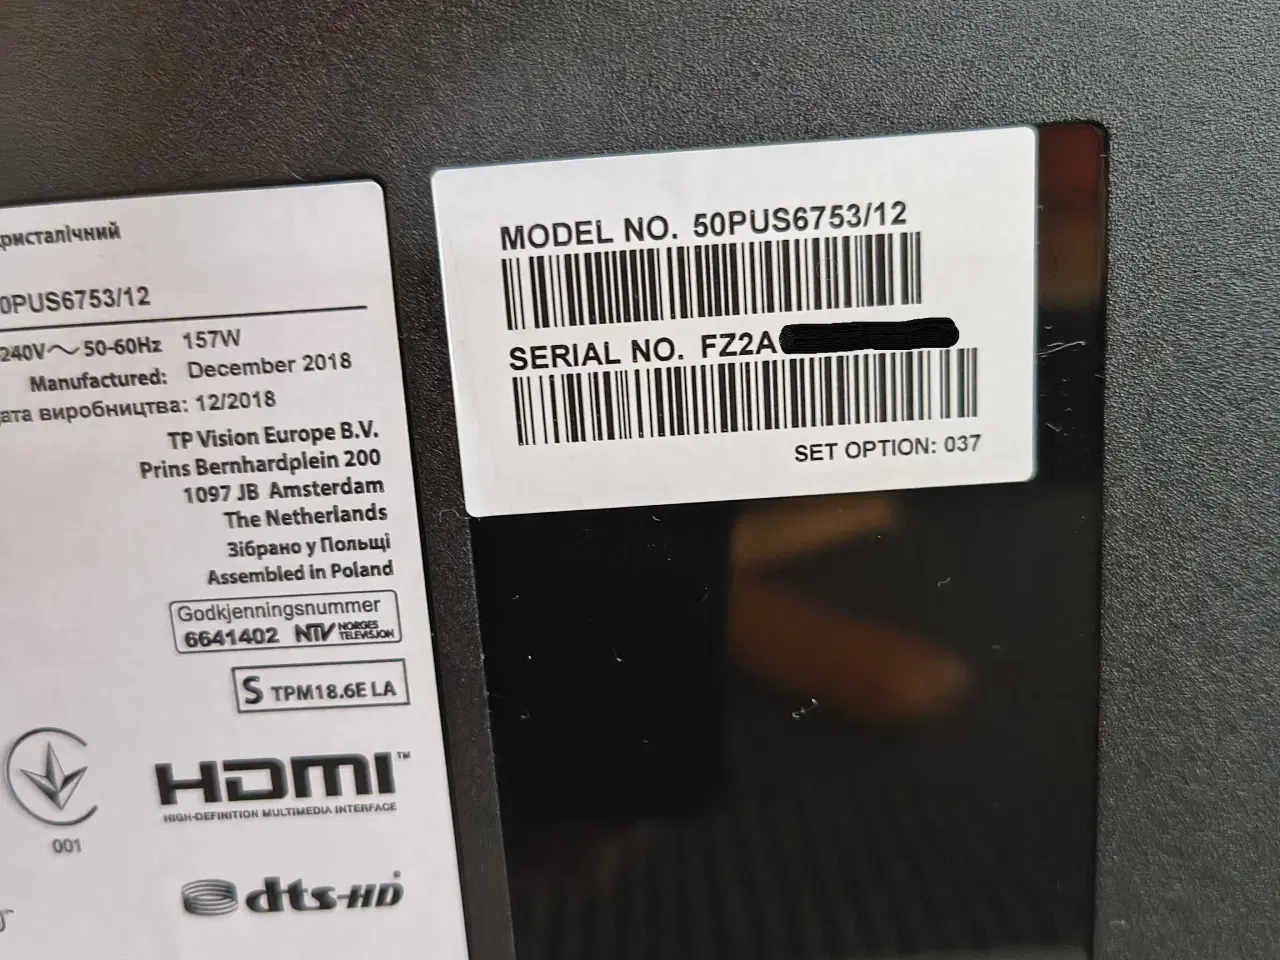 ристалічний
0PUS6753/12
240V～ 50-60Hz 157W
Manufactured: December 2018
ата виробництва: 12/2018
TP Vision Europe B.V.
Prins Bernhardplein 200
1097 JB Amsterdam
The Netherlands
Зібрано у Польщі
Assembled in Poland
Godkjenningsnummer
6641402 NTV NORGES TELEVISJON
S TPM18.6E LA
001
HDMI™
HIGH-DEFINITION MULTIMEDIA INTERFACE
dts-HD
MODEL NO. 50PUS6753/12
SERIAL NO. FZ2A
SET OPTION: 037